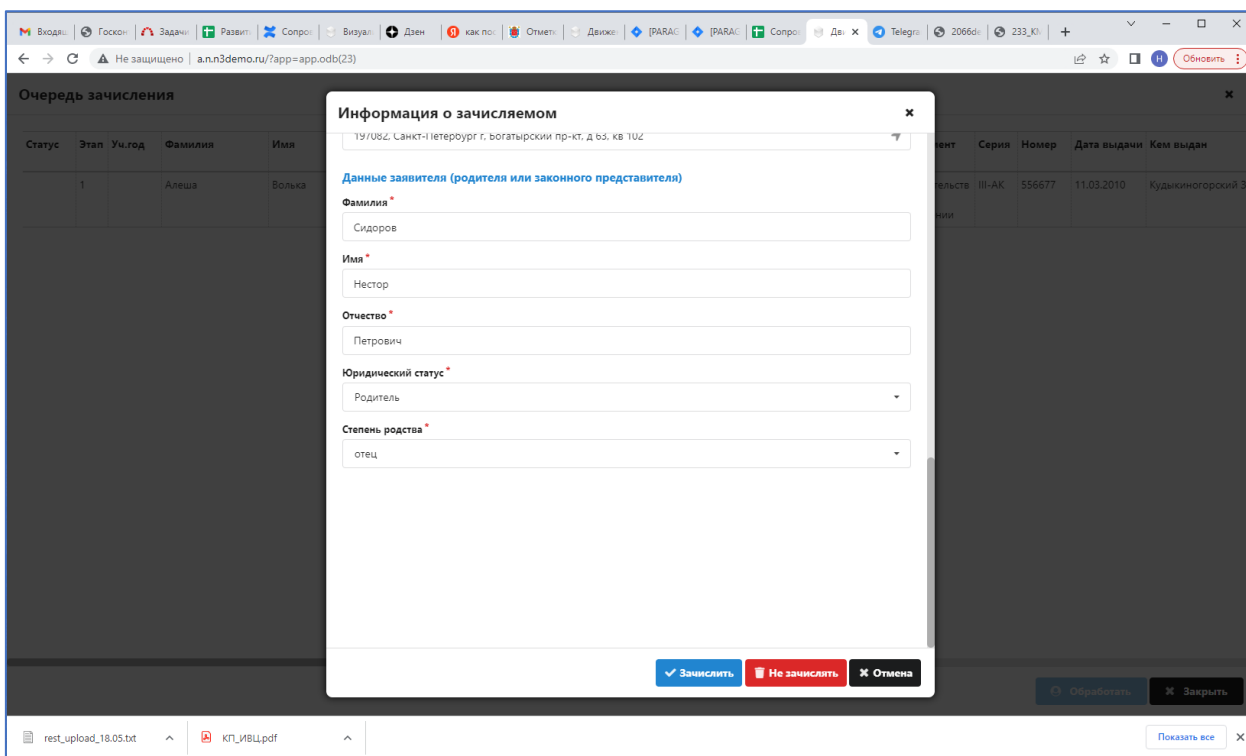 Входящ Госкон Задачи Развити Сопрос Визуал Дзен как пос Отметк Движен [PARAG [PARAG Сопрос Дви Telegra 2066d 233_KN
Не защищено a.n.n3demo.ru/?app=app.odb(23) Обновить
Очередь зачисления
Информация о зачисляемом
Статус Этап Уч.год Фамилия Имя Серия Номер Дата выдачи Кем выдан
197082, Санкт-Петербург г, Богатырский пр-кт, д 63, кв 102
1 Алеша Волька III-АК 556677 11.03.2010 Кудыкиногорский З
Данные заявителя (родителя или законного представителя)
Фамилия *
Сидоров
Имя *
Нестор
Отчество *
Петрович
Юридический статус *
Родитель
Степень родства *
отец
Зачислить Не зачислять Отмена
Обработать Закрыть
rest_upload_18.05.txt КП_ИВЦ.pdf Показать все